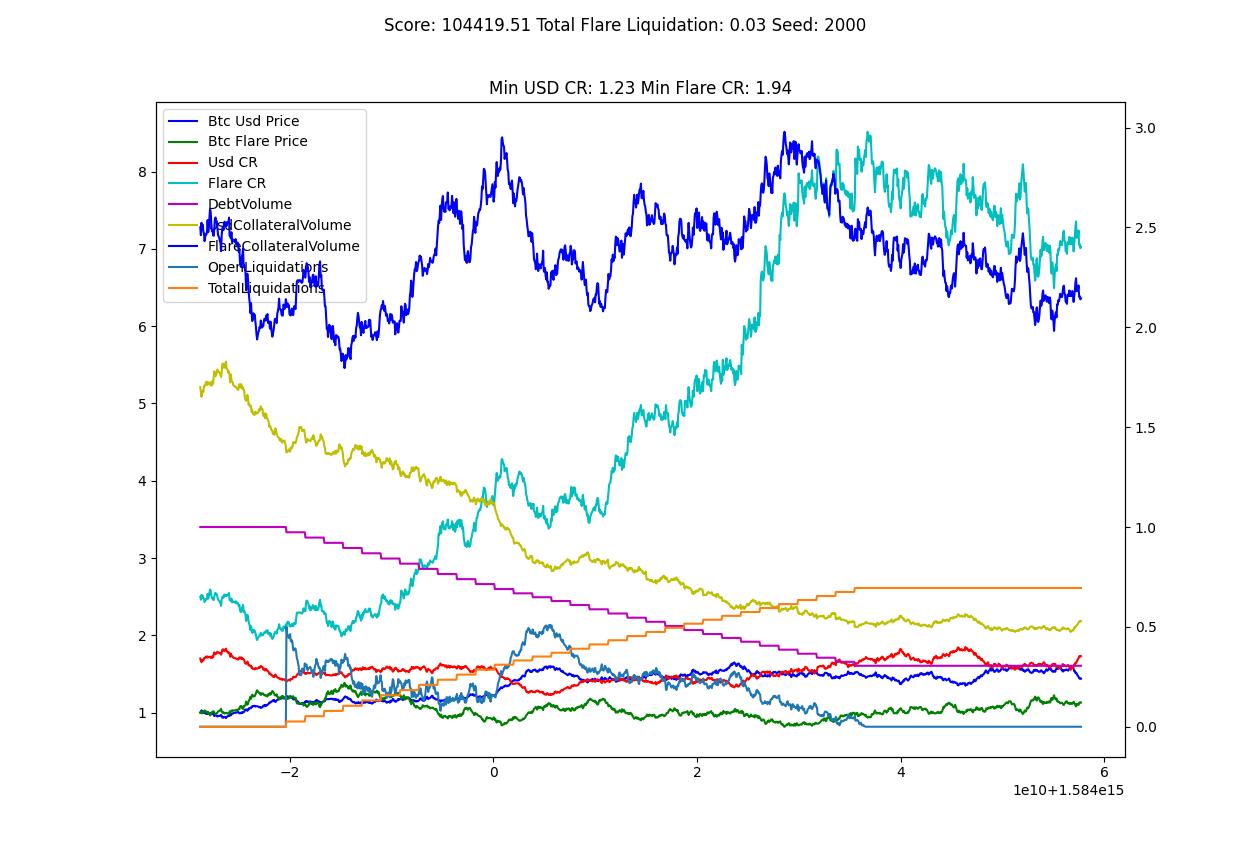 Score: 104419.51 Total Flare Liquidation: 0.03 Seed: 2000
Min USD CR: 1.23 Min Flare CR: 1.94
Btc Usd Price
Btc Flare Price
Usd CR
Flare CR
DebtVolume
UsdCollateralVolume
FlareCollateralVolume
OpenLiquidations
TotalLiquidations
8
7
6
5
4
3
2
1
3.0
2.5
2.0
1.5
1.0
0.5
0.0
−2
0
2
4
6
1e10+1.584e15